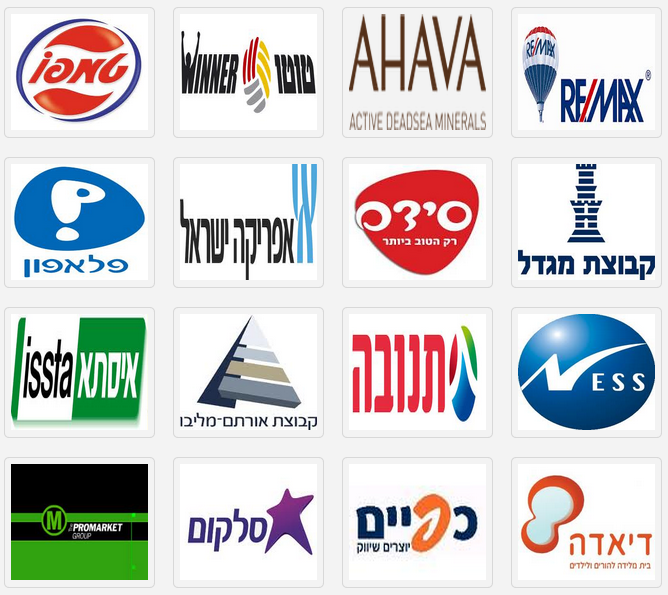 טמפו
WINNER טוטו
AHAVA
ACTIVE DEADSEA MINERALS
RE/MAX
RE/MAX®
פלאפון
אפריקה ישראל
סידס
רק הטוב ביותר
קבוצת מגדל
issta איסתא
קבוצת אורתם-מליבו
תנובה
NESS
M THE PROMARKET
GROUP
סלקום
כפיים
יוצרים שיווק
דיאדה
בית מלידה להורים ולילדים